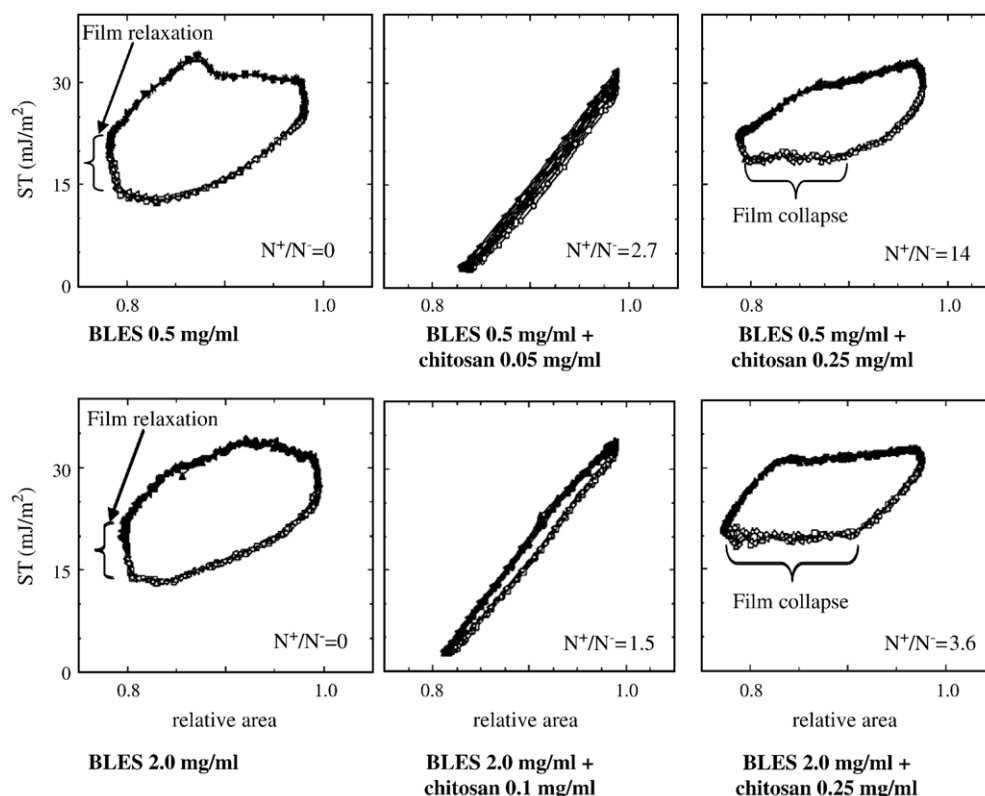 Film relaxation
30
15
0
ST (mJ/m²)
N⁺/N⁻=0
0.8 1.0
BLES 0.5 mg/ml
N⁺/N⁻=2.7
0.8 1.0
BLES 0.5 mg/ml +
chitosan 0.05 mg/ml
Film collapse
N⁺/N⁻=14
0.8 1.0
BLES 0.5 mg/ml +
chitosan 0.25 mg/ml
Film relaxation
30
15
0
ST (mJ/m²)
N⁺/N⁻=0
0.8 1.0
relative area
BLES 2.0 mg/ml
N⁺/N⁻=1.5
0.8 1.0
relative area
BLES 2.0 mg/ml +
chitosan 0.1 mg/ml
Film collapse
N⁺/N⁻=3.6
0.8 1.0
relative area
BLES 2.0 mg/ml +
chitosan 0.25 mg/ml